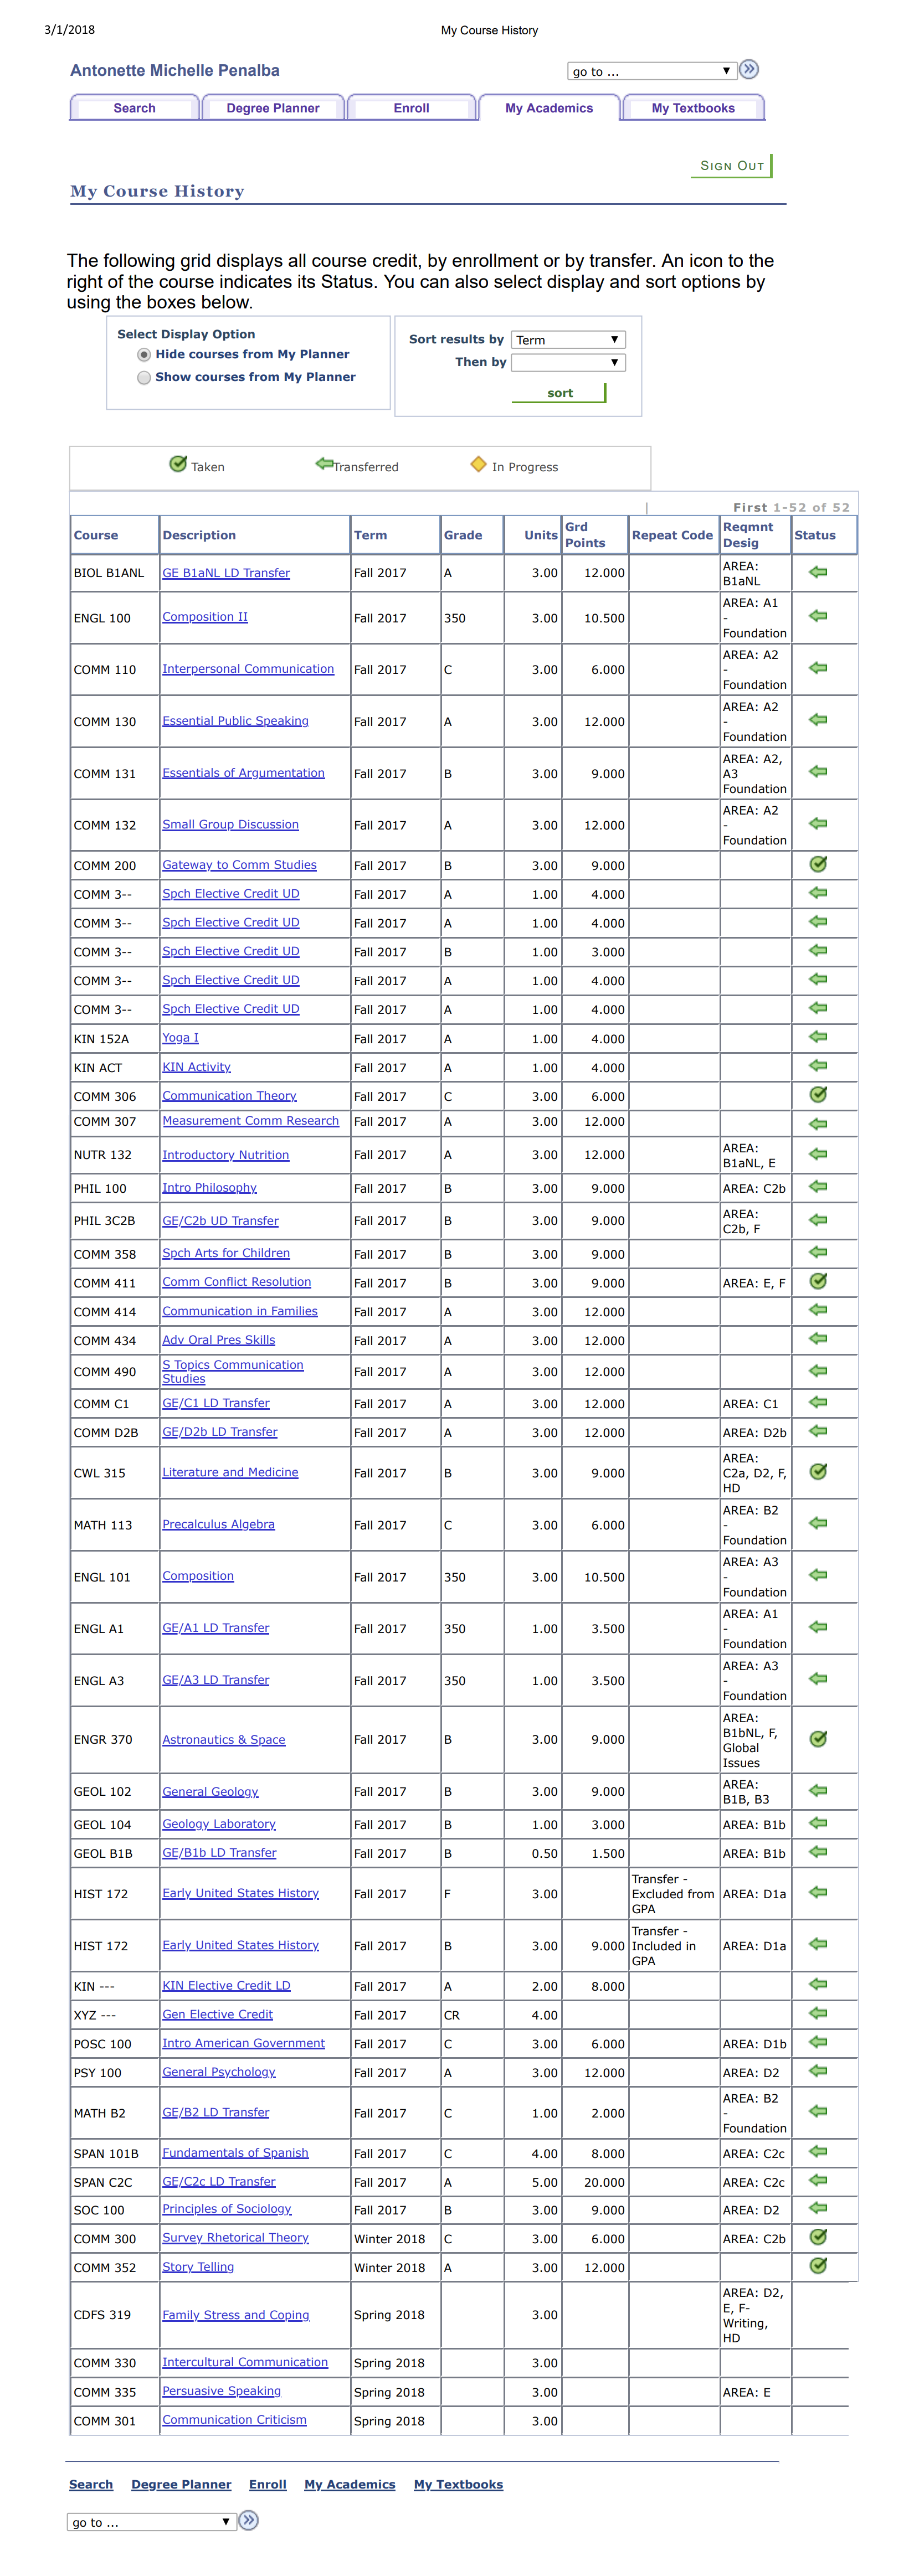 3/1/2018 My Course History
Antonette Michelle Penalba go to ...
Search Degree Planner Enroll My Academics My Textbooks
SIGN OUT
My Course History
The following grid displays all course credit, by enrollment or by transfer. An icon to the
right of the course indicates its Status. You can also select display and sort options by
using the boxes below.
Select Display Option
Hide courses from My Planner
Show courses from My Planner
Sort results by Term
Then by
sort
Taken Transferred In Progress
First 1-52 of 52
Course Description Term Grade Units Grd Points Repeat Code Reqmnt Desig Status
BIOL B1ANL GE B1aNL LD Transfer Fall 2017 A 3.00 12.000 AREA: B1aNL
ENGL 100 Composition II Fall 2017 350 3.00 10.500 AREA: A1 - Foundation
COMM 110 Interpersonal Communication Fall 2017 C 3.00 6.000 AREA: A2 - Foundation
COMM 130 Essential Public Speaking Fall 2017 A 3.00 12.000 AREA: A2 - Foundation
COMM 131 Essentials of Argumentation Fall 2017 B 3.00 9.000 AREA: A2, A3 Foundation
COMM 132 Small Group Discussion Fall 2017 A 3.00 12.000 AREA: A2 - Foundation
COMM 200 Gateway to Comm Studies Fall 2017 B 3.00 9.000
COMM 3-- Spch Elective Credit UD Fall 2017 A 1.00 4.000
COMM 3-- Spch Elective Credit UD Fall 2017 A 1.00 4.000
COMM 3-- Spch Elective Credit UD Fall 2017 B 1.00 3.000
COMM 3-- Spch Elective Credit UD Fall 2017 A 1.00 4.000
COMM 3-- Spch Elective Credit UD Fall 2017 A 1.00 4.000
KIN 152A Yoga I Fall 2017 A 1.00 4.000
KIN ACT KIN Activity Fall 2017 A 1.00 4.000
COMM 306 Communication Theory Fall 2017 C 3.00 6.000
COMM 307 Measurement Comm Research Fall 2017 A 3.00 12.000
NUTR 132 Introductory Nutrition Fall 2017 A 3.00 12.000 AREA: B1aNL, E
PHIL 100 Intro Philosophy Fall 2017 B 3.00 9.000 AREA: C2b
PHIL 3C2B GE/C2b UD Transfer Fall 2017 B 3.00 9.000 AREA: C2b, F
COMM 358 Spch Arts for Children Fall 2017 B 3.00 9.000
COMM 411 Comm Conflict Resolution Fall 2017 B 3.00 9.000 AREA: E, F
COMM 414 Communication in Families Fall 2017 A 3.00 12.000
COMM 434 Adv Oral Pres Skills Fall 2017 A 3.00 12.000
COMM 490 S Topics Communication Studies Fall 2017 A 3.00 12.000
COMM C1 GE/C1 LD Transfer Fall 2017 A 3.00 12.000 AREA: C1
COMM D2B GE/D2b LD Transfer Fall 2017 A 3.00 12.000 AREA: D2b
CWL 315 Literature and Medicine Fall 2017 B 3.00 9.000 AREA: C2a, D2, F, HD
MATH 113 Precalculus Algebra Fall 2017 C 3.00 6.000 AREA: B2 - Foundation
ENGL 101 Composition Fall 2017 350 3.00 10.500 AREA: A3 - Foundation
ENGL A1 GE/A1 LD Transfer Fall 2017 350 1.00 3.500 AREA: A1 - Foundation
ENGL A3 GE/A3 LD Transfer Fall 2017 350 1.00 3.500 AREA: A3 - Foundation
ENGR 370 Astronautics & Space Fall 2017 B 3.00 9.000 AREA: B1bNL, F, Global Issues
GEOL 102 General Geology Fall 2017 B 3.00 9.000 AREA: B1B, B3
GEOL 104 Geology Laboratory Fall 2017 B 1.00 3.000 AREA: B1b
GEOL B1B GE/B1b LD Transfer Fall 2017 B 0.50 1.500 AREA: B1b
HIST 172 Early United States History Fall 2017 F 3.00 Transfer - Excluded from GPA AREA: D1a
HIST 172 Early United States History Fall 2017 B 3.00 9.000 Transfer - Included in GPA AREA: D1a
KIN --- KIN Elective Credit LD Fall 2017 A 2.00 8.000
XYZ --- Gen Elective Credit Fall 2017 CR 4.00
POSC 100 Intro American Government Fall 2017 C 3.00 6.000 AREA: D1b
PSY 100 General Psychology Fall 2017 A 3.00 12.000 AREA: D2
MATH B2 GE/B2 LD Transfer Fall 2017 C 1.00 2.000 AREA: B2 - Foundation
SPAN 101B Fundamentals of Spanish Fall 2017 C 4.00 8.000 AREA: C2c
SPAN C2C GE/C2c LD Transfer Fall 2017 A 5.00 20.000 AREA: C2c
SOC 100 Principles of Sociology Fall 2017 B 3.00 9.000 AREA: D2
COMM 300 Survey Rhetorical Theory Winter 2018 C 3.00 6.000 AREA: C2b
COMM 352 Story Telling Winter 2018 A 3.00 12.000
CDFS 319 Family Stress and Coping Spring 2018 3.00 AREA: D2, E, F-Writing, HD
COMM 330 Intercultural Communication Spring 2018 3.00
COMM 335 Persuasive Speaking Spring 2018 3.00 AREA: E
COMM 301 Communication Criticism Spring 2018 3.00
Search Degree Planner Enroll My Academics My Textbooks
go to ...